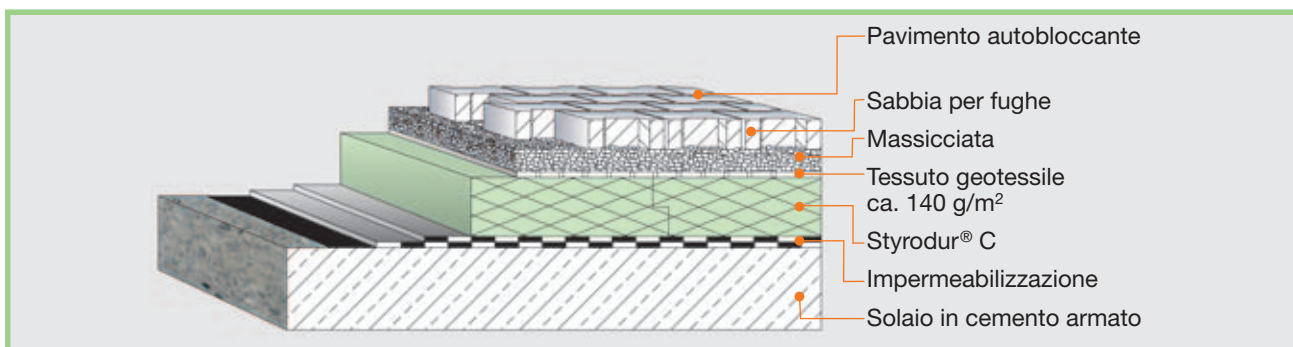 Pavimento autobloccante
Sabbia per fughe
Massicciata
Tessuto geotessile
ca. 140 g/m²
Styrodur® C
Impermeabilizzazione
Solaio in cemento armato